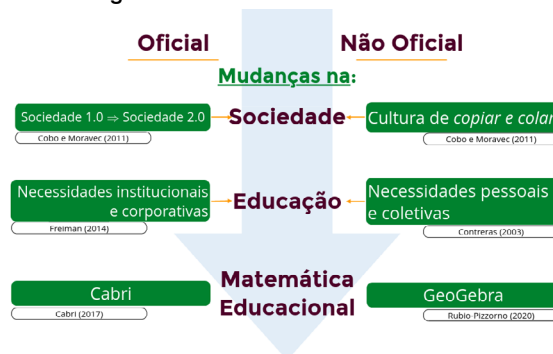 Oficial
Não Oficial
Mudanças na:
Sociedade 1.0 ⇒ Sociedade 2.0
Cobo e Moravec (2011)
Sociedade
Cultura de copiar e colar
Cobo e Moravec (2011)
Necessidades institucionais
e corporativas
Freiman (2014)
Educação
Necessidades pessoais
e coletivas
Contreras (2003)
Matemática
Educacional
Cabri
Cabri (2017)
GeoGebra
Rubio-Pizzorno (2020)